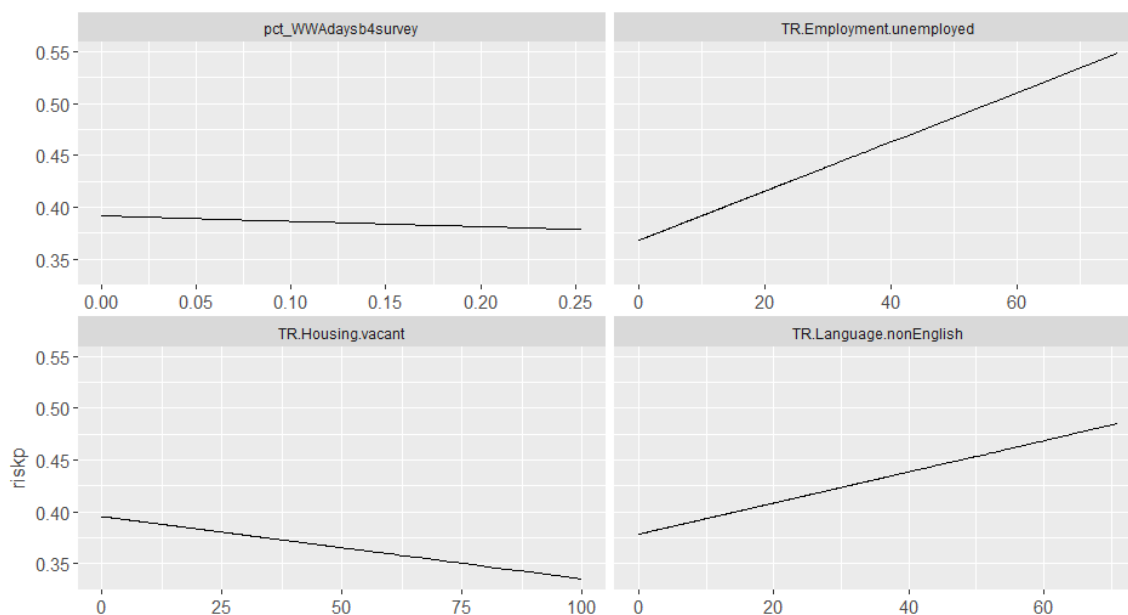 pct_WWAdaysb4survey
TR.Employment.unemployed
0.55
0.50
0.45
0.40
0.35
0.00 0.05 0.10 0.15 0.20 0.25
0 20 40 60
TR.Housing.vacant
TR.Language.nonEnglish
0.55
0.50
0.45
0.40
0.35
riskp
0 25 50 75 100
0 20 40 60